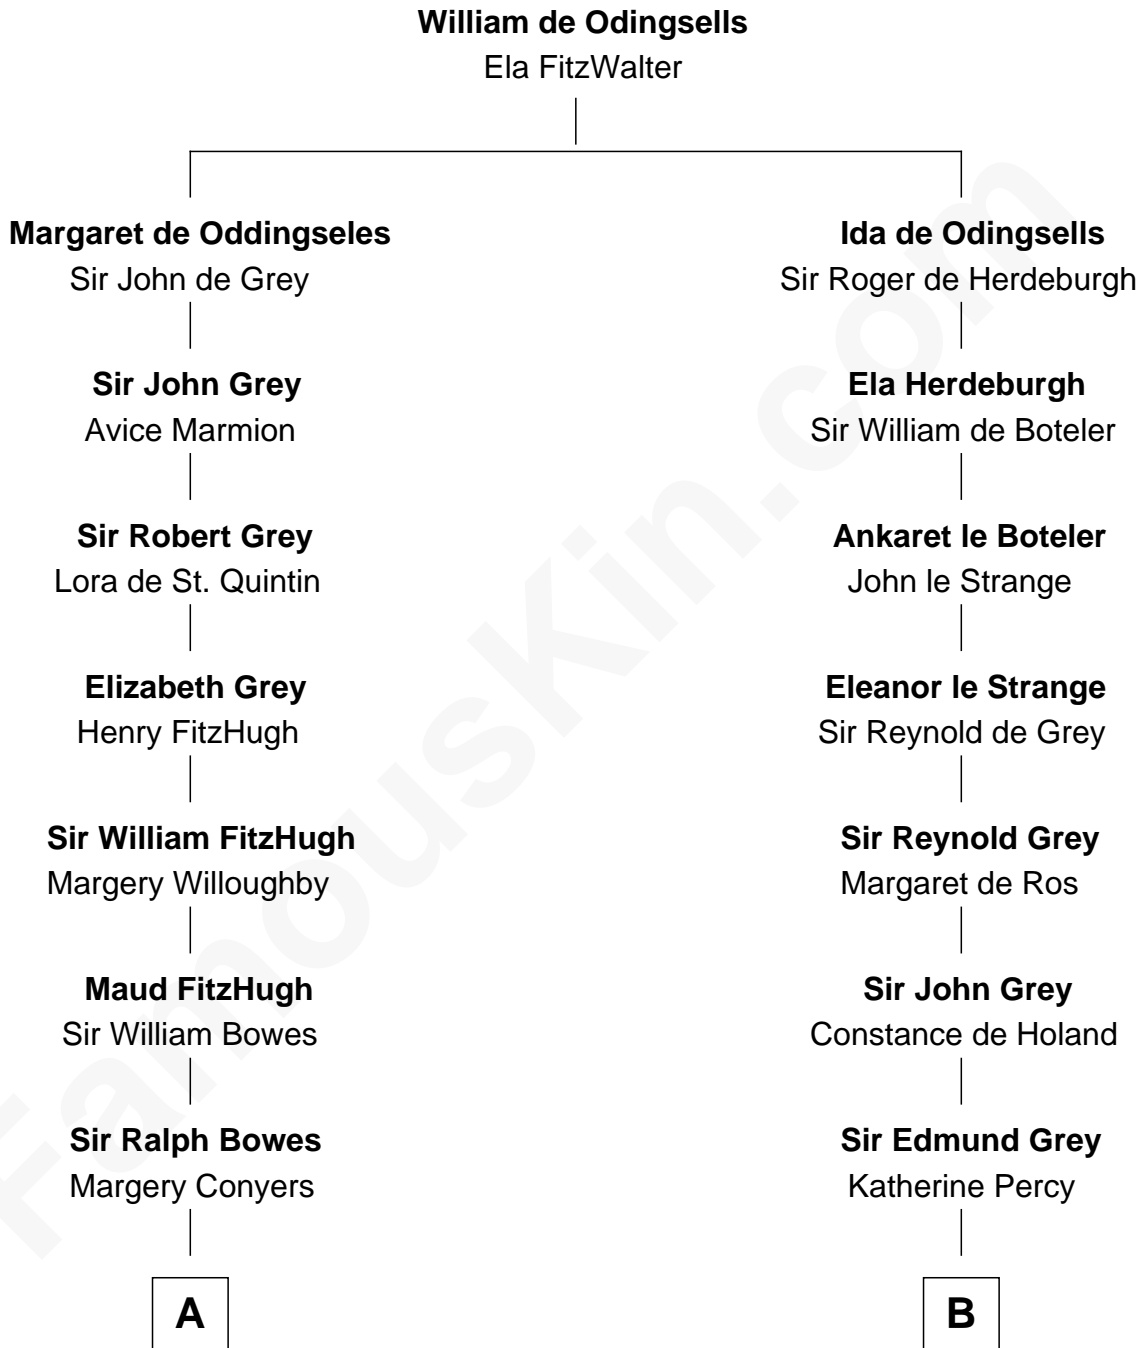 William de Odingsells
Ela FitzWalter
Margaret de Oddingseles
Sir John de Grey
Ida de Odingsells
Sir Roger de Herdeburgh
Sir John Grey
Avice Marmion
Ela Herdeburgh
Sir William de Boteler
Sir Robert Grey
Lora de St. Quintin
Ankaret le Boteler
John le Strange
Elizabeth Grey
Henry FitzHugh
Eleanor le Strange
Sir Reynold de Grey
Sir William FitzHugh
Margery Willoughby
Sir Reynold Grey
Margaret de Ros
Maud FitzHugh
Sir William Bowes
Sir John Grey
Constance de Holand
Sir Ralph Bowes
Margery Conyers
Sir Edmund Grey
Katherine Percy
A
B
FamousKin.com